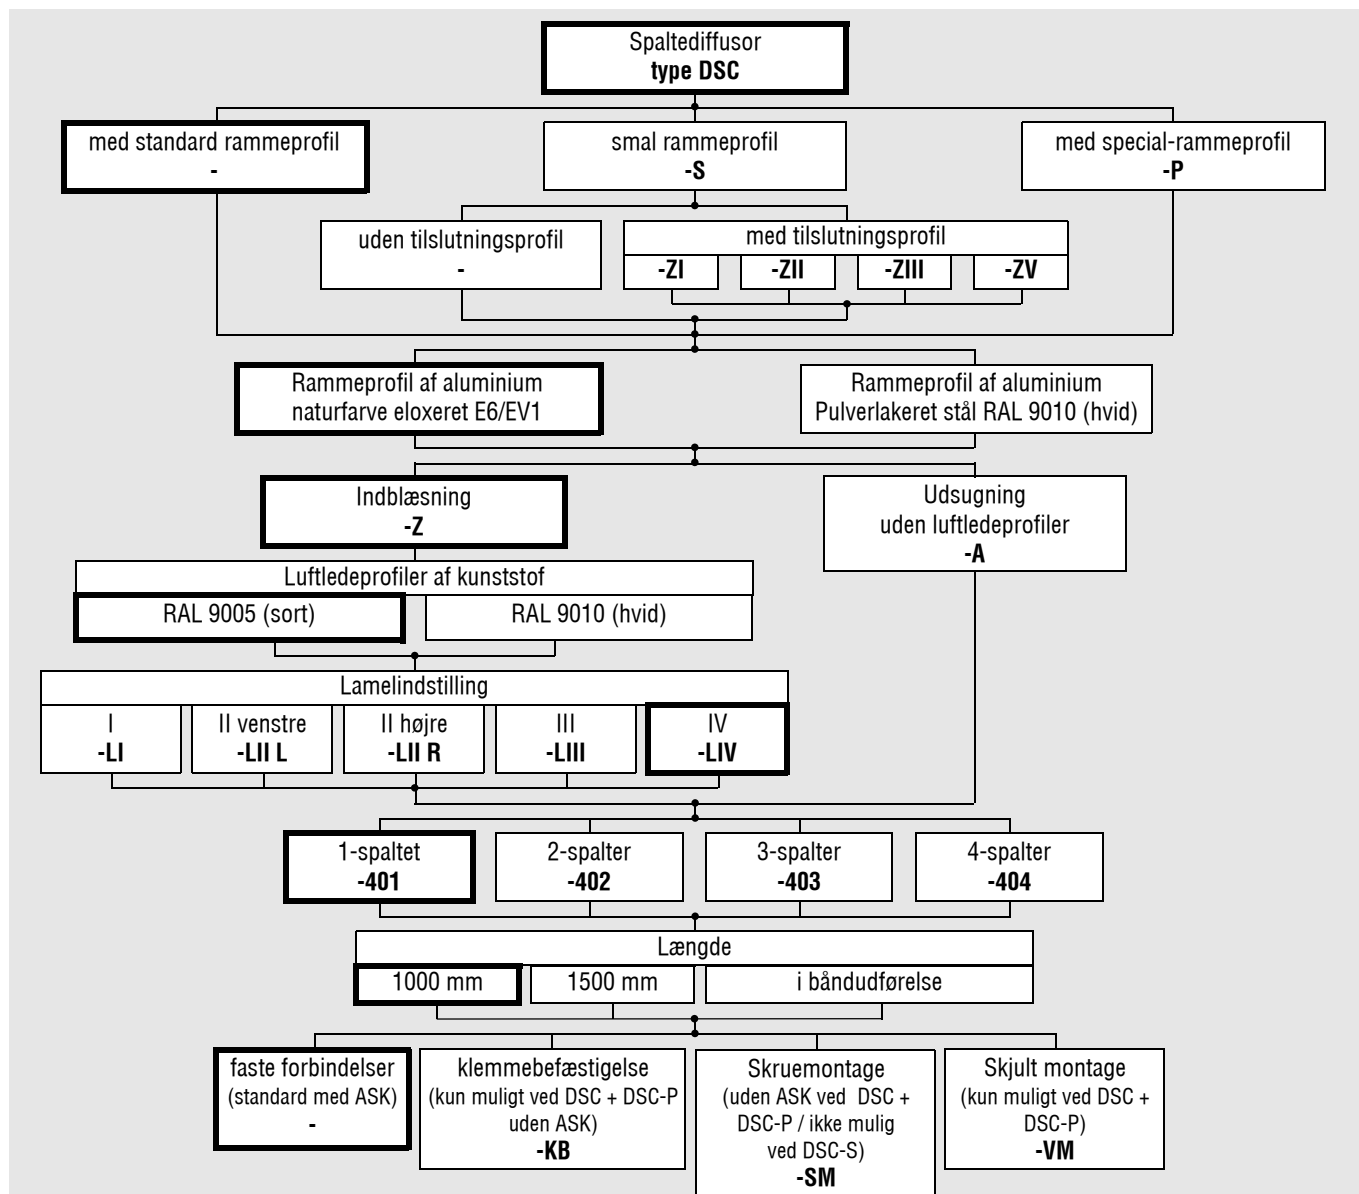 Spaltediffusor
type DSC
med standard rammeprofil
-
smal rammeprofil
-S
med special-rammeprofil
-P
uden tilslutningsprofil
-
med tilslutningsprofil
-ZI
-ZII
-ZIII
-ZV
Rammeprofil af aluminium
naturfarve eloxeret E6/EV1
Rammeprofil af aluminium
Pulverlakeret stål RAL 9010 (hvid)
Indblæsning
-Z
Udsugning
uden luftledeprofiler
-A
Luftledeprofiler af kunststof
RAL 9005 (sort)
RAL 9010 (hvid)
Lamelindstilling
I
-LI
II venstre
-LII L
II højre
-LII R
III
-LIII
IV
-LIV
1-spaltet
-401
2-spalter
-402
3-spalter
-403
4-spalter
-404
Længde
1000 mm
1500 mm
i båndudførelse
faste forbindelser
(standard med ASK)
-
klemmebefæstigelse
(kun muligt ved DSC + DSC-P
uden ASK)
-KB
Skruemontage
(uden ASK ved DSC +
DSC-P / ikke mulig
ved DSC-S)
-SM
Skjult montage
(kun muligt ved DSC +
DSC-P)
-VM